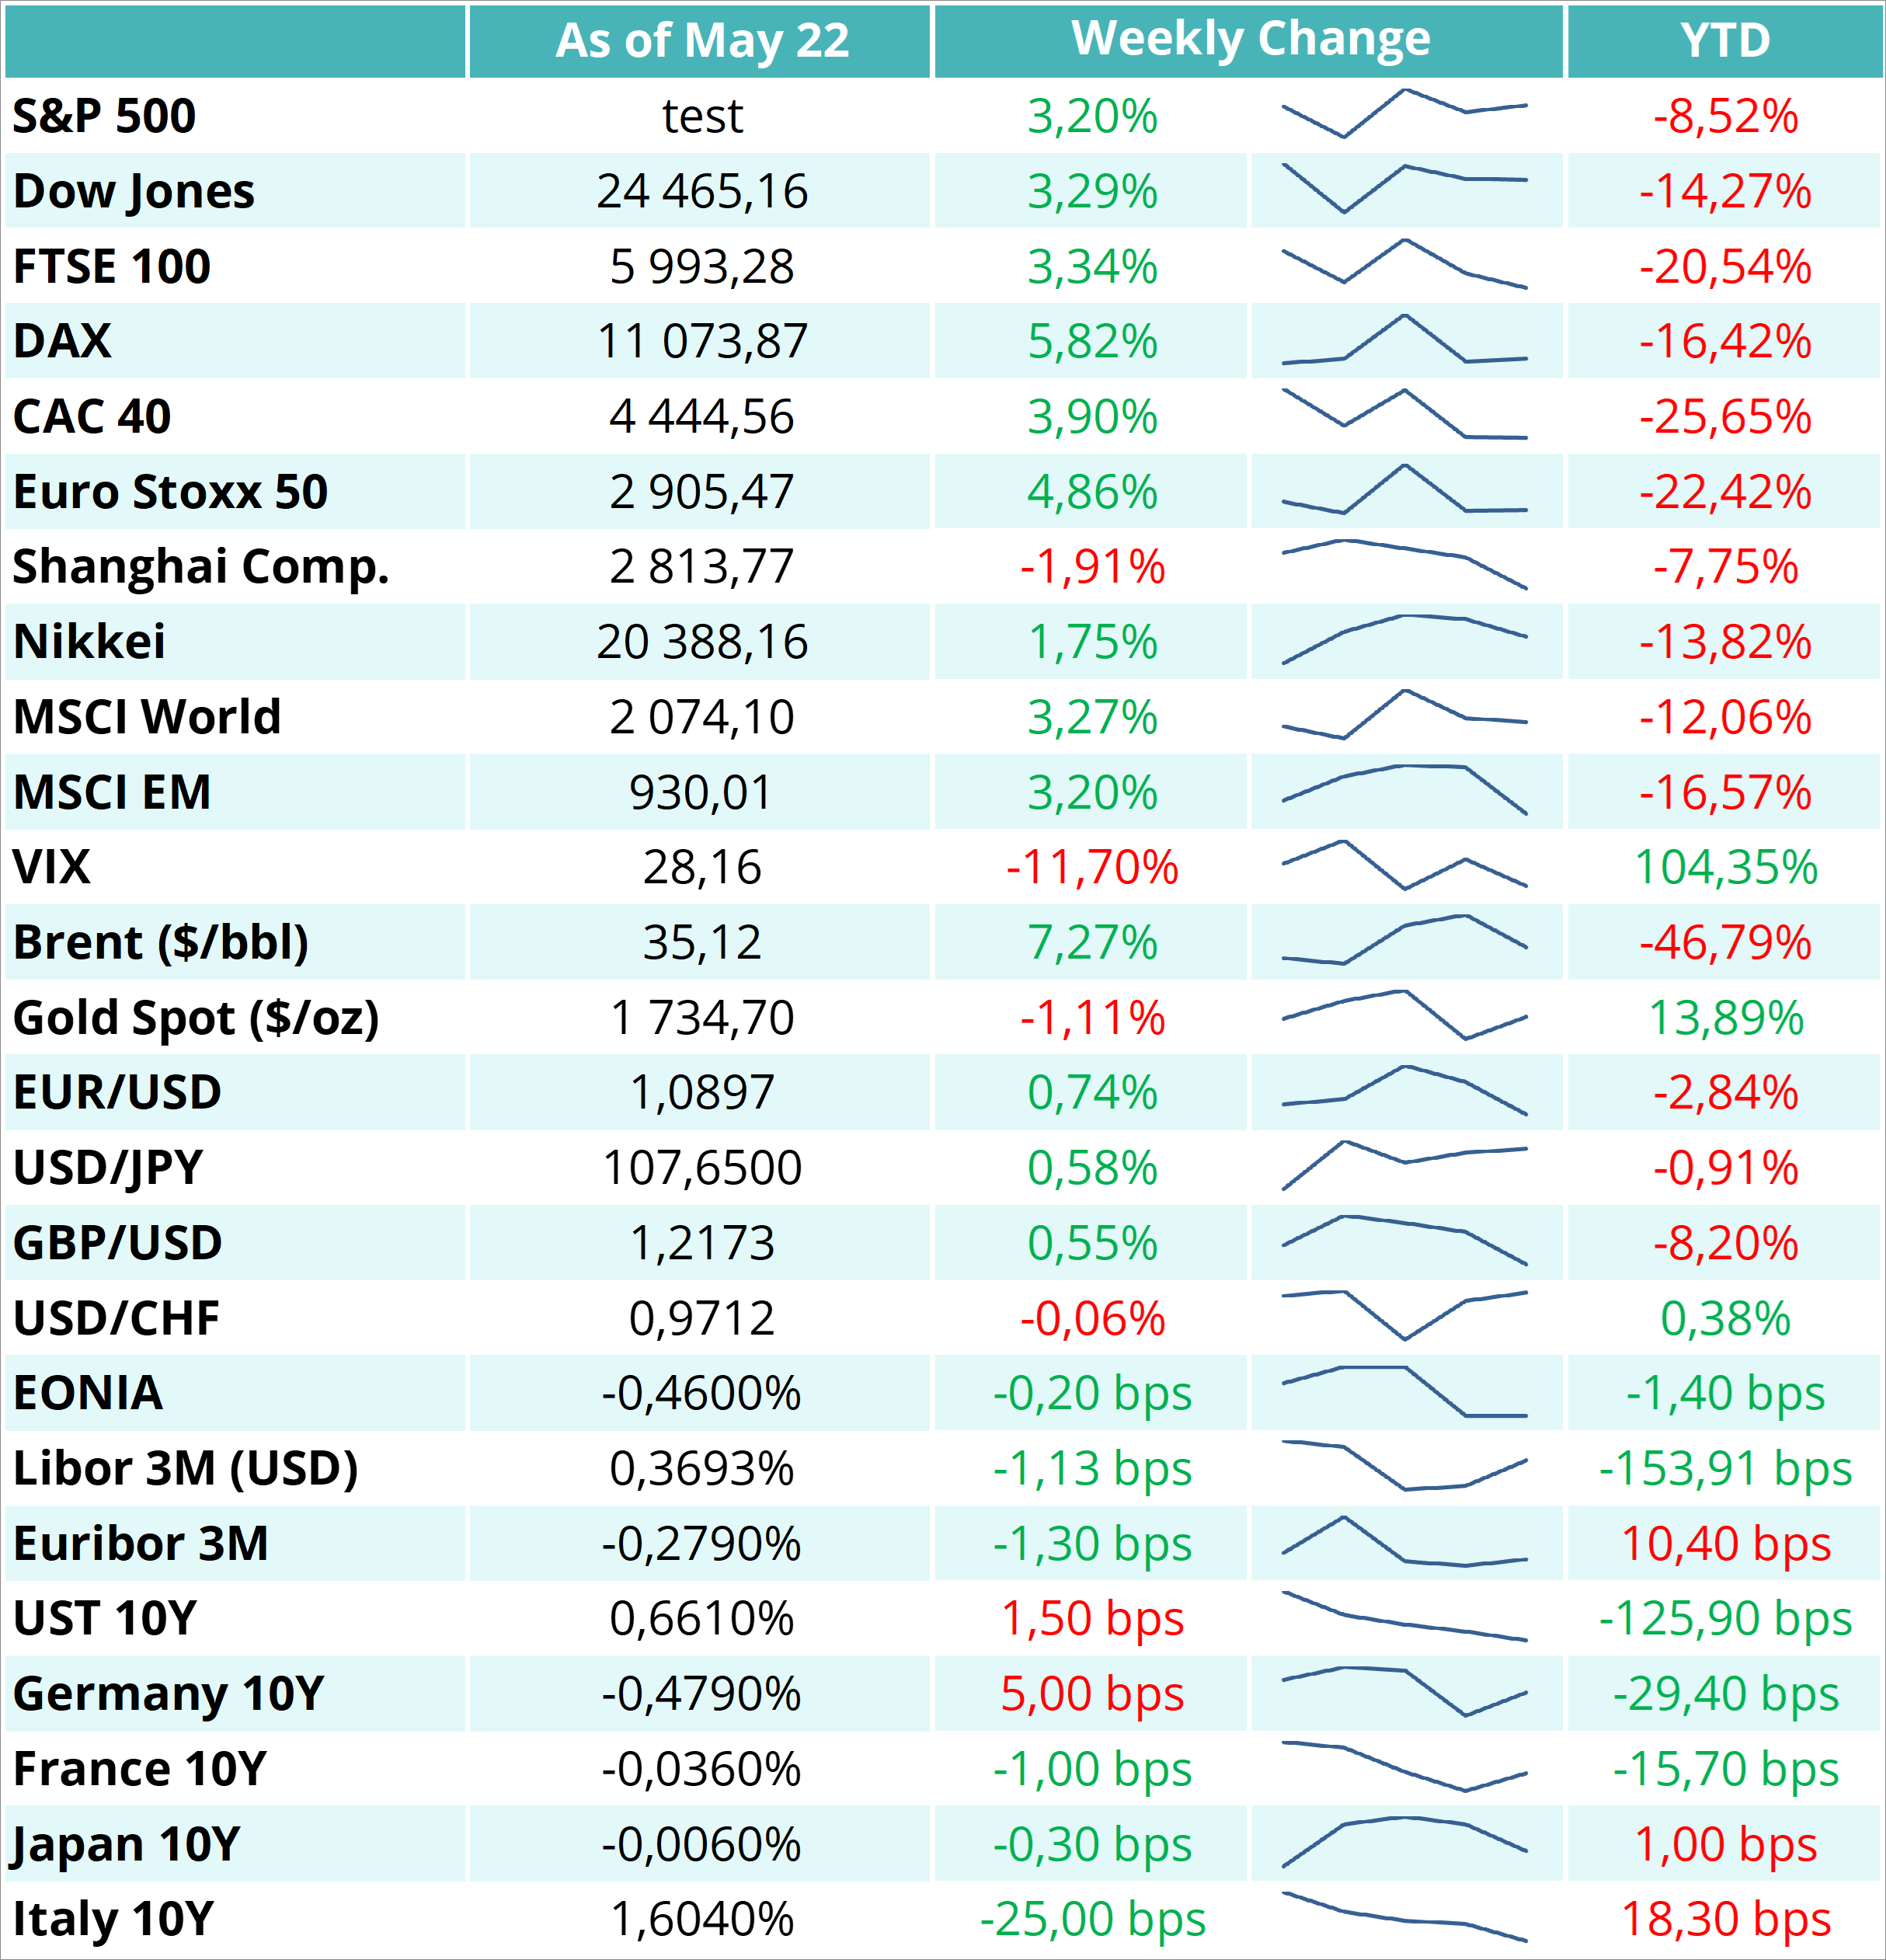 As of May 22 Weekly Change YTD
S&P 500 test 3,20% -8,52%
Dow Jones 24 465,16 3,29% -14,27%
FTSE 100 5 993,28 3,34% -20,54%
DAX 11 073,87 5,82% -16,42%
CAC 40 4 444,56 3,90% -25,65%
Euro Stoxx 50 2 905,47 4,86% -22,42%
Shanghai Comp. 2 813,77 -1,91% -7,75%
Nikkei 20 388,16 1,75% -13,82%
MSCI World 2 074,10 3,27% -12,06%
MSCI EM 930,01 3,20% -16,57%
VIX 28,16 -11,70% 104,35%
Brent ($/bbl) 35,12 7,27% -46,79%
Gold Spot ($/oz) 1 734,70 -1,11% 13,89%
EUR/USD 1,0897 0,74% -2,84%
USD/JPY 107,6500 0,58% -0,91%
GBP/USD 1,2173 0,55% -8,20%
USD/CHF 0,9712 -0,06% 0,38%
EONIA -0,4600% -0,20 bps -1,40 bps
Libor 3M (USD) 0,3693% -1,13 bps -153,91 bps
Euribor 3M -0,2790% -1,30 bps 10,40 bps
UST 10Y 0,6610% 1,50 bps -125,90 bps
Germany 10Y -0,4790% 5,00 bps -29,40 bps
France 10Y -0,0360% -1,00 bps -15,70 bps
Japan 10Y -0,0060% -0,30 bps 1,00 bps
Italy 10Y 1,6040% -25,00 bps 18,30 bps